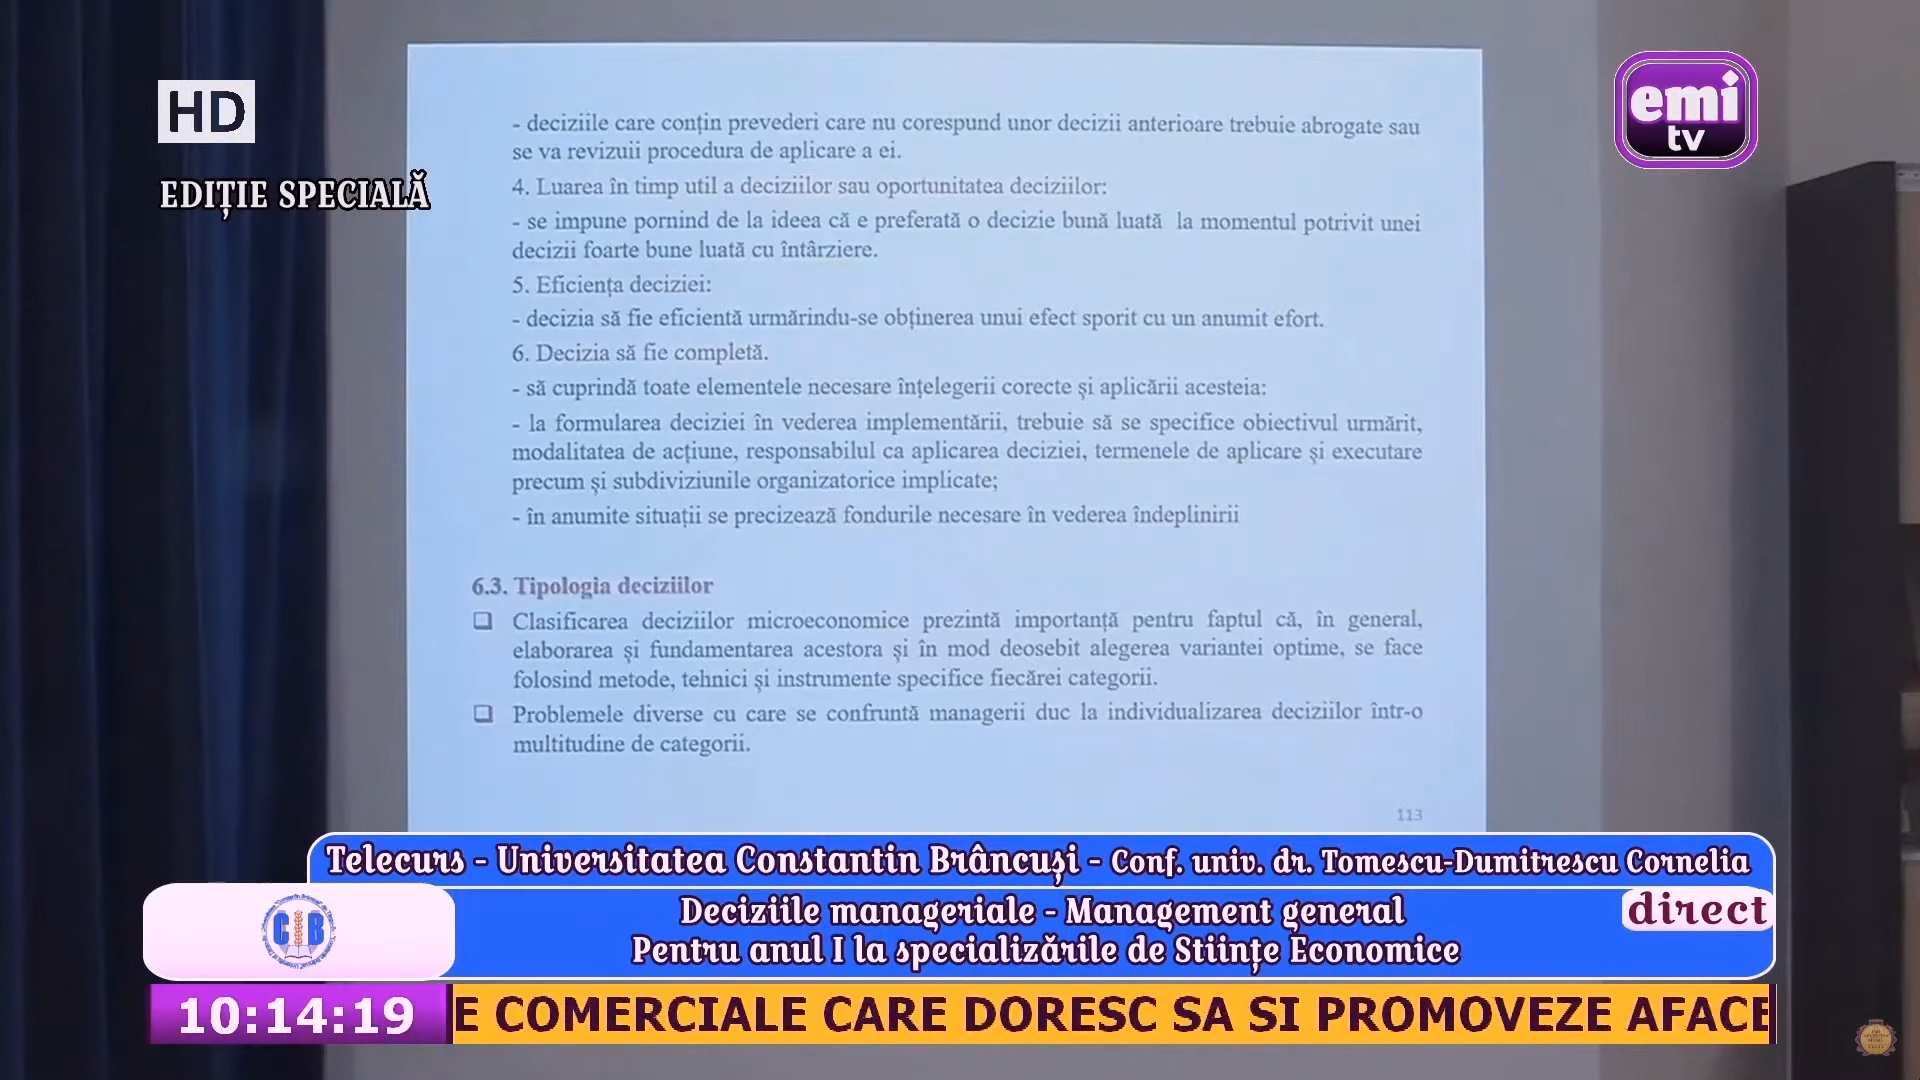 HD
EDIȚIE SPECIALĂ
emi
tv
- deciziile care conțin prevederi care nu corespund unor decizii anterioare trebuie abrogate sau
se va revizuii procedura de aplicare a ei.
4. Luarea în timp util a deciziilor sau oportunitatea deciziilor:
- se impune pornind de la ideea că e preferată o decizie bună luată la momentul potrivit unei
decizii foarte bune luată cu întârziere.
5. Eficiența deciziei:
- decizia să fie eficientă urmărindu-se obținerea unui efect sporit cu un anumit efort.
6. Decizia să fie completă.
- să cuprindă toate elementele necesare înțelegerii corecte și aplicării acesteia:
- la formularea deciziei în vederea implementării, trebuie să se specifice obiectivul urmărit,
modalitatea de acțiune, responsabilul ca aplicarea deciziei, termenele de aplicare și executare
precum și subdiviziunile organizatorice implicate;
- în anumite situații se precizează fondurile necesare în vederea îndeplinirii
6.3. Tipologia deciziilor
❑ Clasificarea deciziilor microeconomice prezintă importanță pentru faptul că, în general,
elaborarea și fundamentarea acestora și în mod deosebit alegerea variantei optime, se face
folosind metode, tehnici și instrumente specifice fiecărei categorii.
❑ Problemele diverse cu care se confruntă managerii duc la individualizarea deciziilor într-o
multitudine de categorii.
113
Telecurs - Universitatea Constantin Brâncuși - Conf. univ. dr. Tomescu-Dumitrescu Cornelia
Deciziile manageriale - Management general
direct
Pentru anul I la specializările de Stiințe Economice
CIB
10:14:19
E COMERCIALE CARE DORESC SA SI PROMOVEZE AFACE